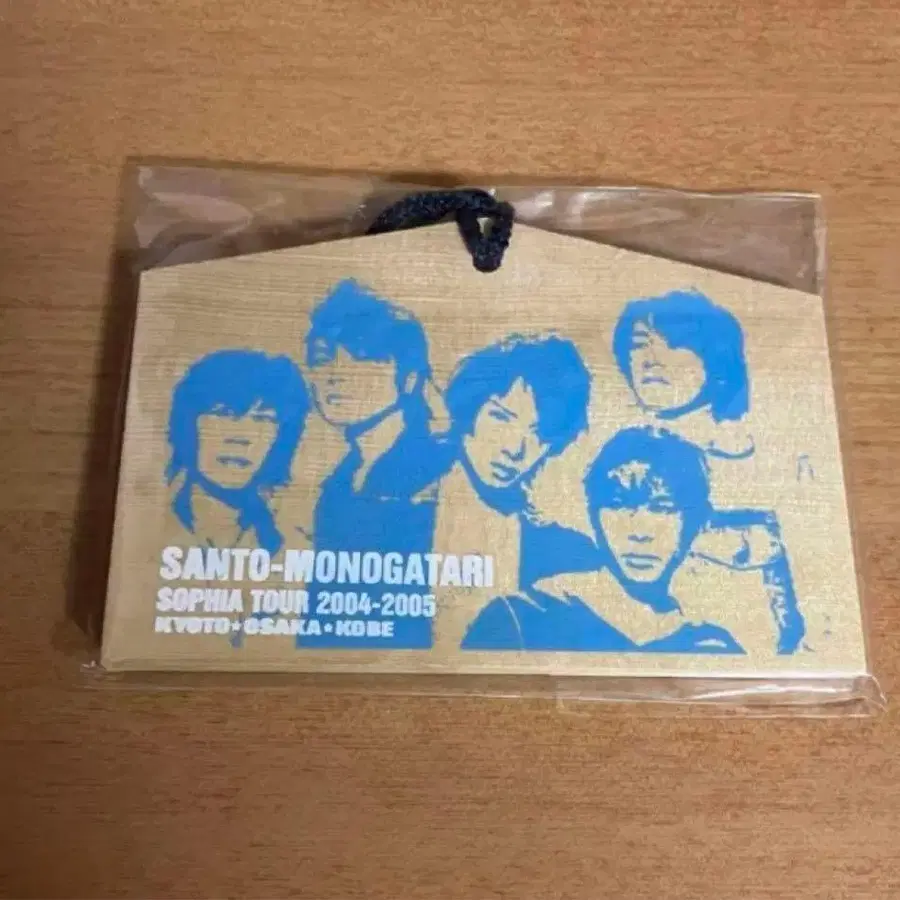 SANTO-MONOGATARI
SOPHIA TOUR 2004-2005
KYOTO★OSAKA★KOBE